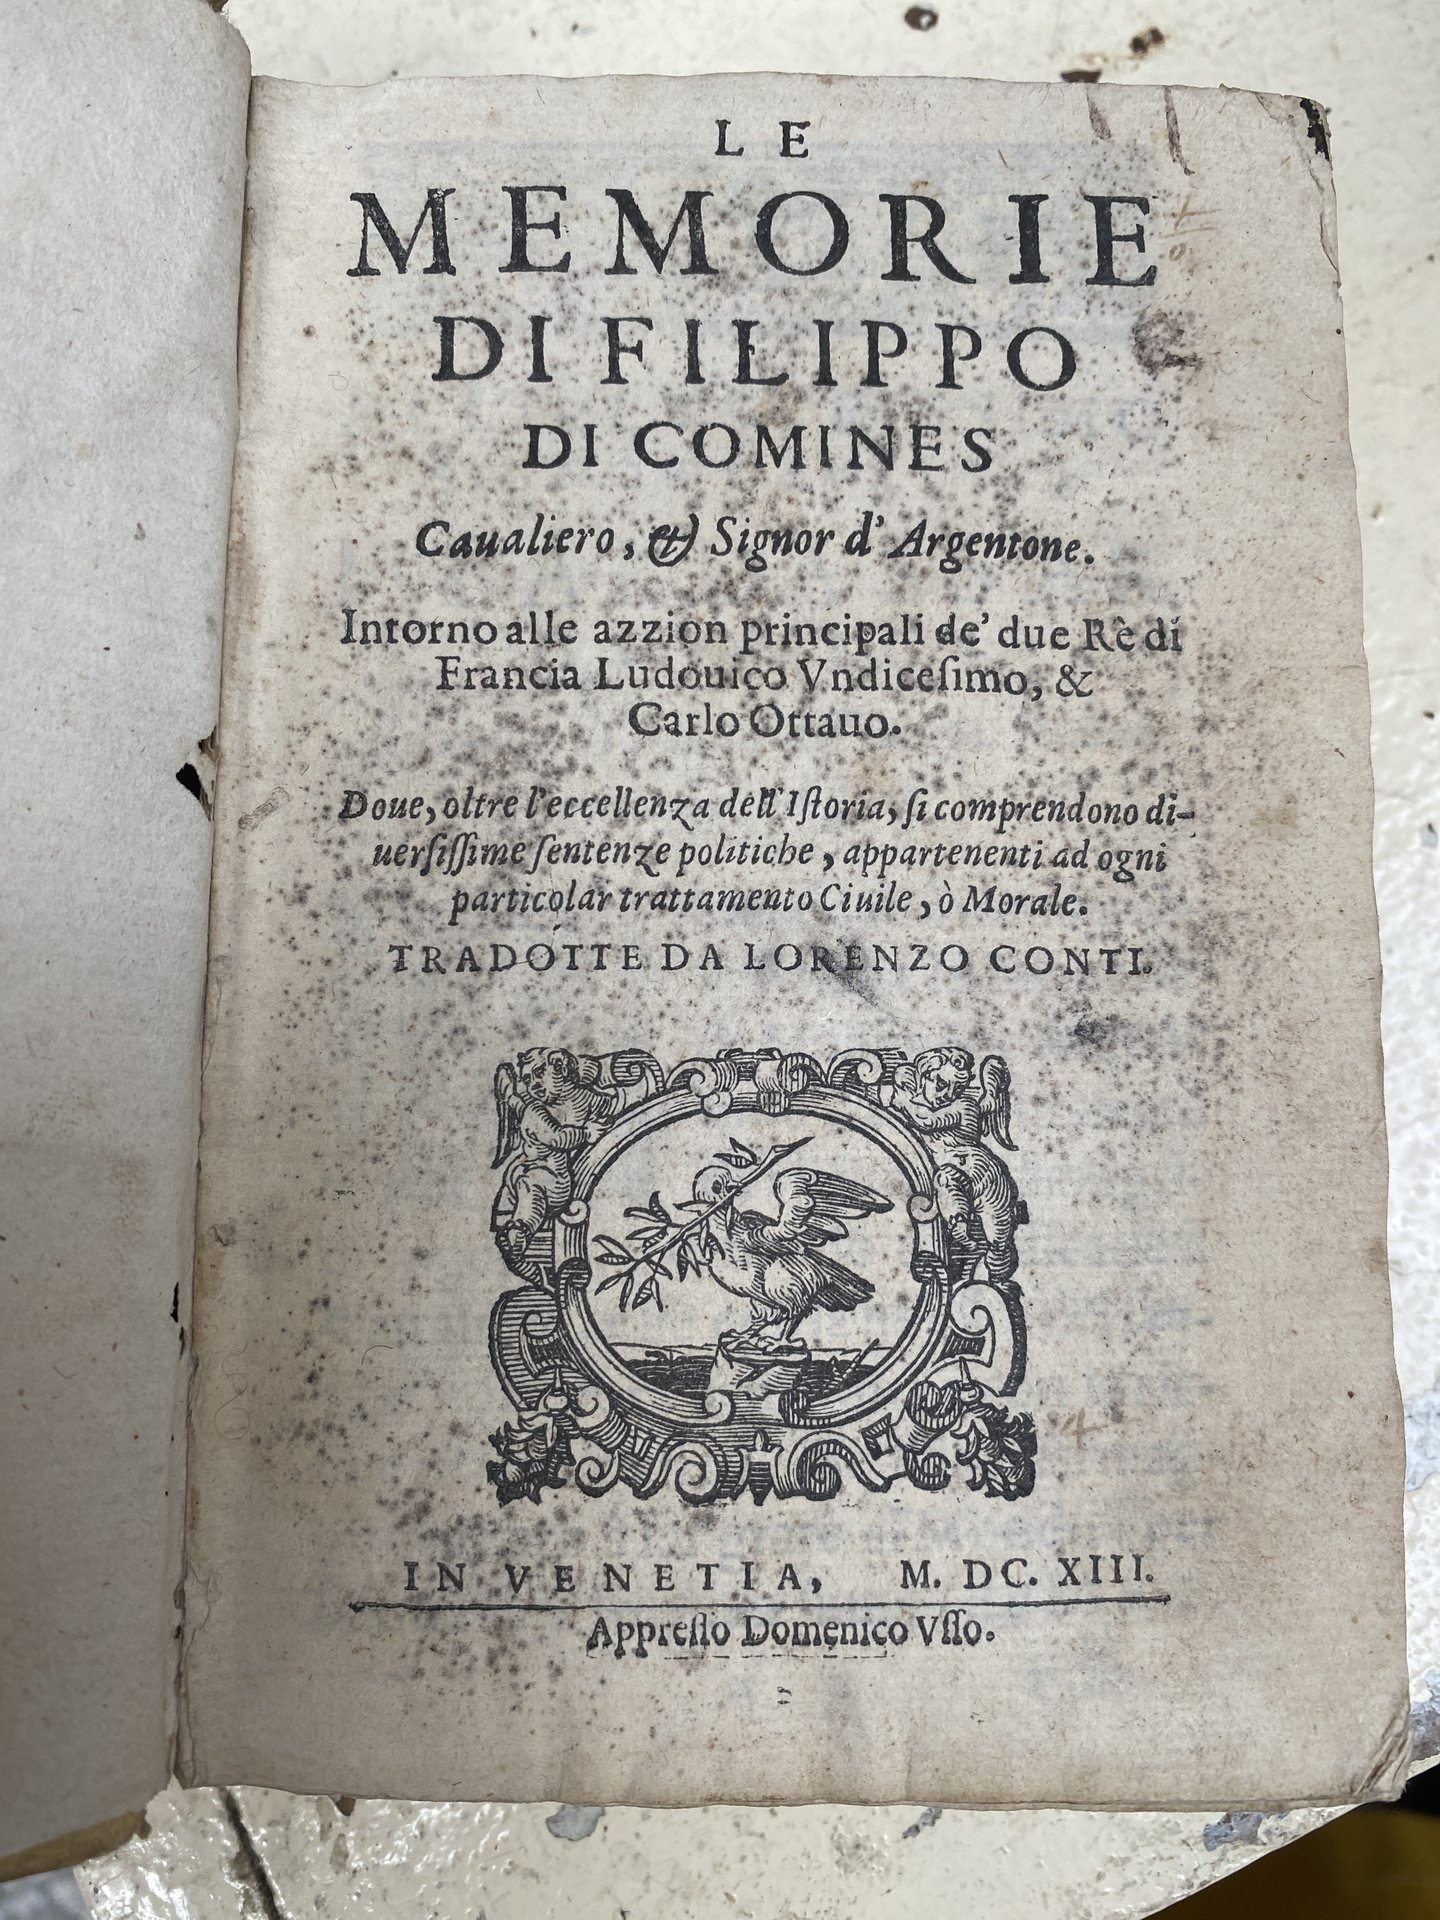 LE
MEMORIE
DI FILIPPO
DI COMINES
Caualiero, & Signor d' Argentone.
Intorno alle azzion principali de' due Rè di
Francia Ludouico Vndiceſimo, &
Carlo Ottauo.
Doue, oltre l'eccellenza dell'Iſtoria, ſi comprendono di-
uerſiſſime ſentenze politiche, appartenenti ad ogni
particolar trattamento Ciuile, ò Morale.
TRADOTTE DA LORENZO CONTI.
IN VENETIA, M. DC. XIII.
Appreſſo Domenico Vſſo.